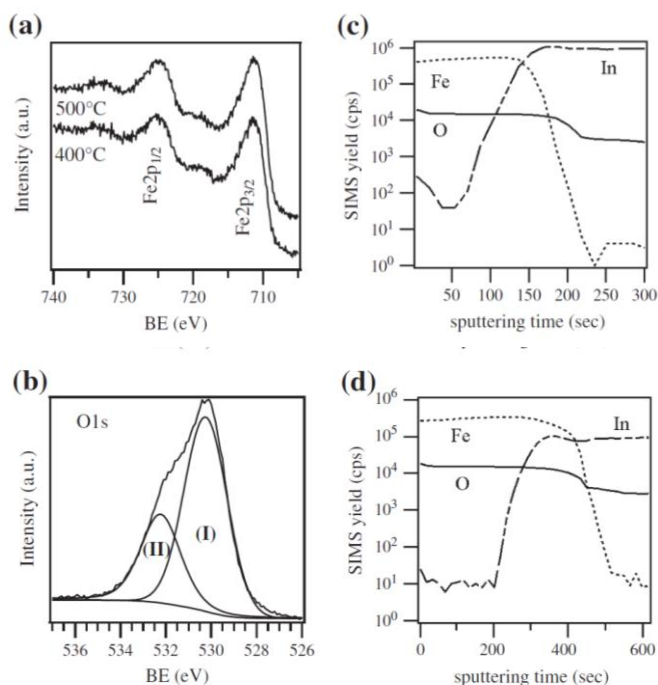 (a)
500°C
400°C
Fe2p1/2
Fe2p3/2
Intensity (a.u.)
740 730 720 710
BE (eV)
(c)
10⁶
10⁵
10⁴
10³
10²
10¹
10⁰
Fe
In
O
SIMS yield (cps)
50 100 150 200 250 300
sputtering time (sec)
(b)
O1s
(II)
(I)
Intensity (a.u.)
536 534 532 530 528 526
BE (eV)
(d)
10⁶
10⁵
10⁴
10³
10²
10¹
10⁰
Fe
In
O
SIMS yield (cps)
0 200 400 600
sputtering time (sec)